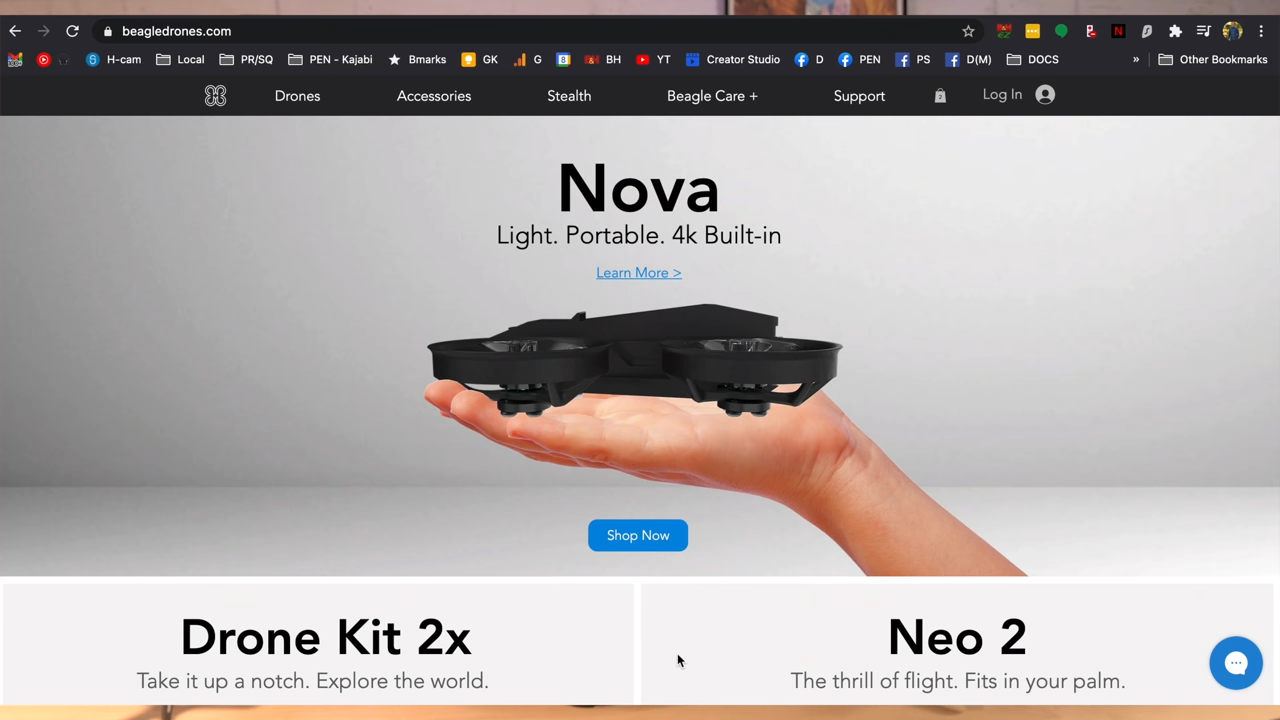 beagledrones.com
H-cam Local PR/SQ PEN - Kajabi Bmarks GK G BH YT Creator Studio D PEN PS D(M) DOCS » Other Bookmarks
Drones Accessories Stealth Beagle Care + Support Log In
Nova
Light. Portable. 4k Built-in
Learn More >
Shop Now
Drone Kit 2x Neo 2
Take it up a notch. Explore the world. The thrill of flight. Fits in your palm.